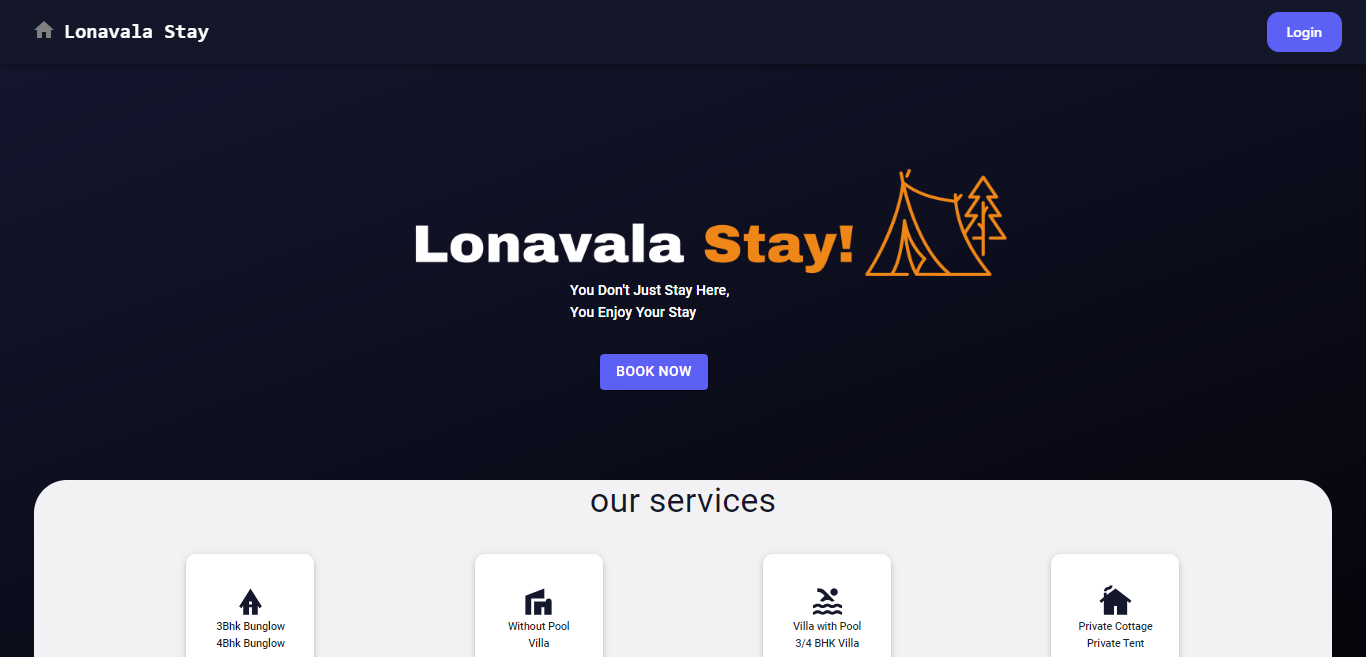 Lonavala Stay
Login
Lonavala Stay!
You Don't Just Stay Here,
You Enjoy Your Stay
BOOK NOW
our services
3Bhk Bunglow
4Bhk Bunglow
Without Pool
Villa
Villa with Pool
3/4 BHK Villa
Private Cottage
Private Tent